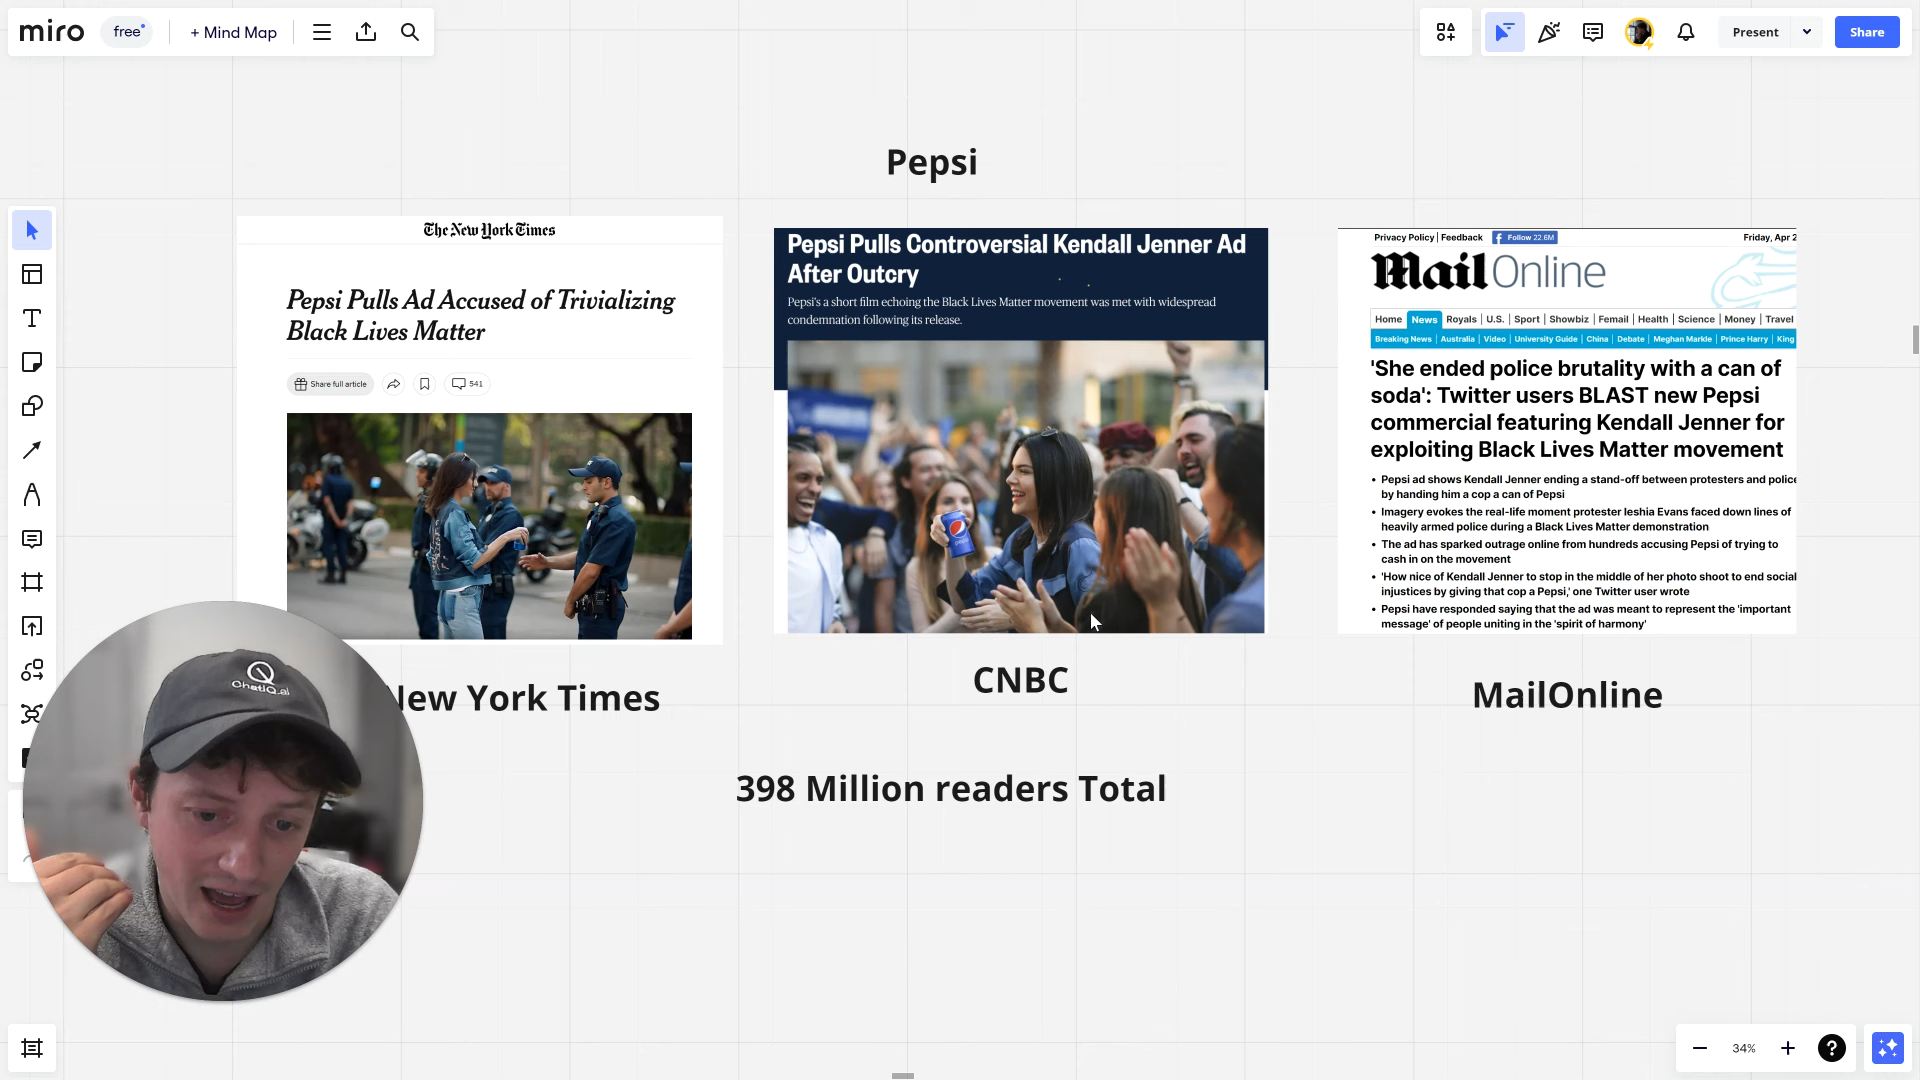 miro
free
+ Mind Map
Present
Share
Pepsi
The New York Times
Pepsi Pulls Ad Accused of Trivializing
Black Lives Matter
Share full article
541
New York Times
Pepsi Pulls Controversial Kendall Jenner Ad
After Outcry
Pepsi's a short film echoing the Black Lives Matter movement was met with widespread
condemnation following its release.
CNBC
Privacy Policy | Feedback
Follow 22.6M
Friday, Apr 2
Mail Online
Home | News | Royals | U.S. | Sport | Showbiz | Femail | Health | Science | Money | Travel
Breaking News | Australia | Video | University Guide | China | Debate | Meghan Markle | Prince Harry | King
'She ended police brutality with a can of
soda': Twitter users BLAST new Pepsi
commercial featuring Kendall Jenner for
exploiting Black Lives Matter movement
• Pepsi ad shows Kendall Jenner ending a stand-off between protesters and police
by handing him a cop a can of Pepsi
• Imagery evokes the real-life moment protester Ieshia Evans faced down lines of
heavily armed police during a Black Lives Matter demonstration
• The ad has sparked outrage online from hundreds accusing Pepsi of trying to
cash in on the movement
• 'How nice of Kendall Jenner to stop in the middle of her photo shoot to end social
injustices by giving that cop a Pepsi,' one Twitter user wrote
• Pepsi have responded saying that the ad was meant to represent the 'important
message' of people uniting in the 'spirit of harmony'
MailOnline
398 Million readers Total
ChatIQ.ai
34%